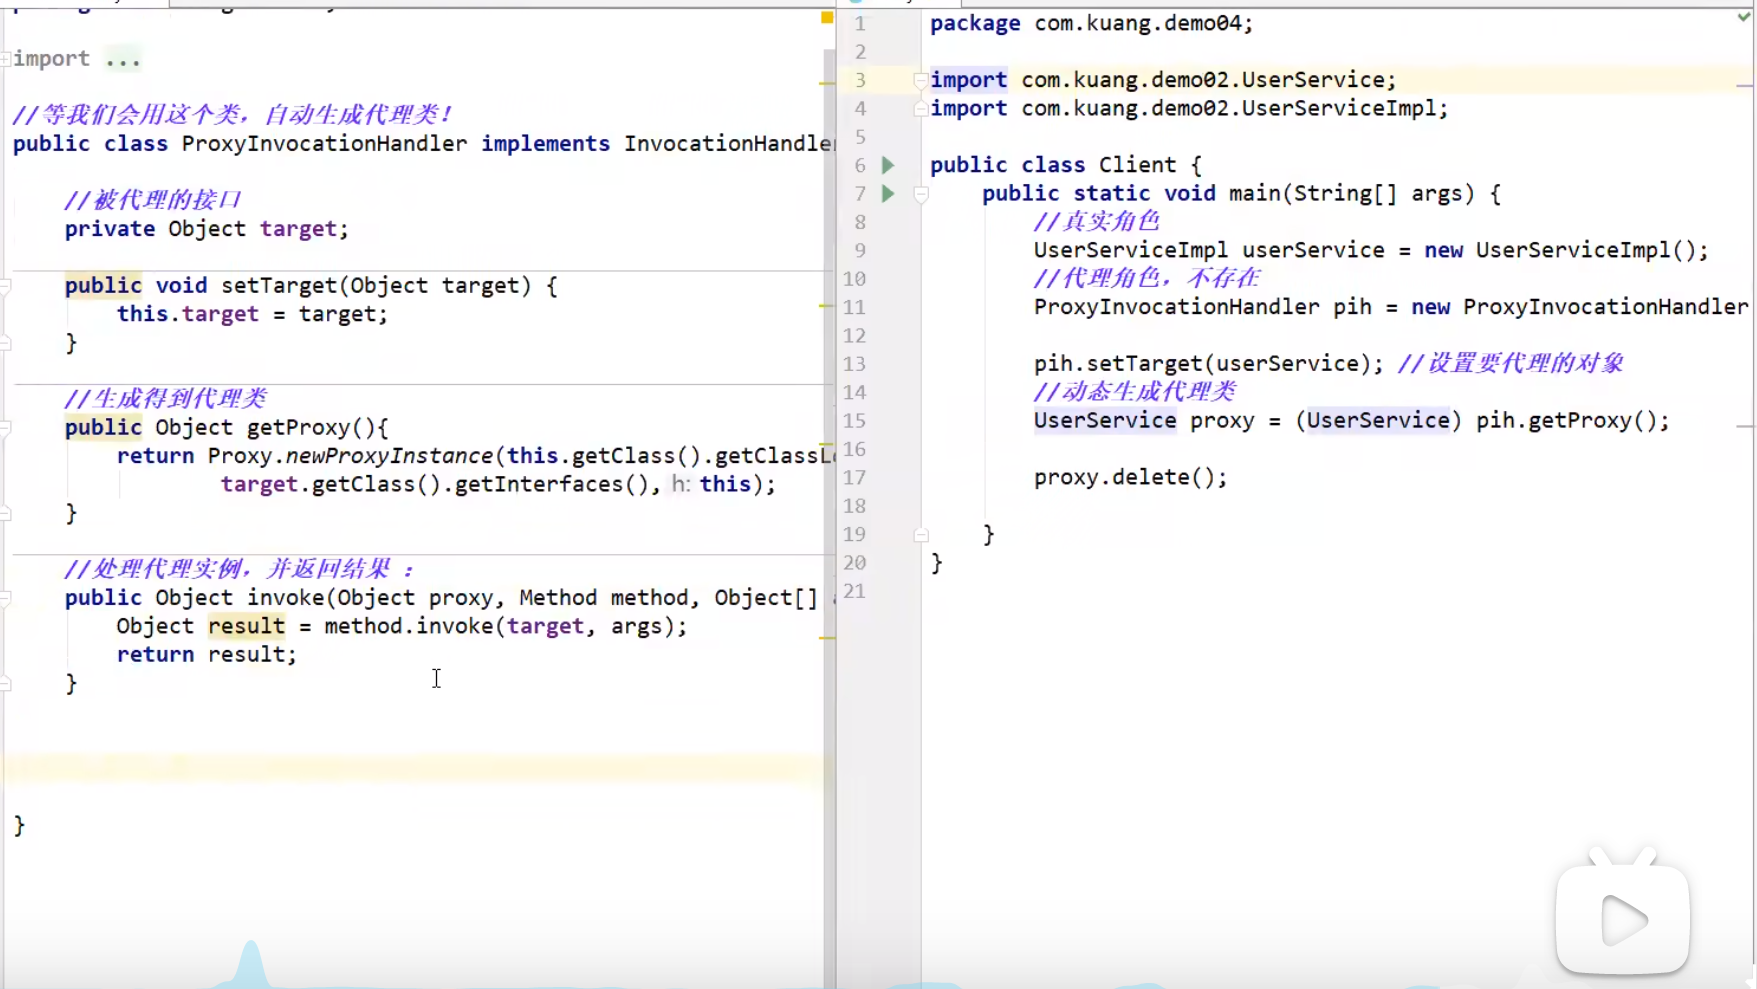 import ...
//等我们会用这个类，自动生成代理类！
public class ProxyInvocationHandler implements InvocationHandle
//被代理的接口
private Object target;
public void setTarget(Object target) {
this.target = target;
}
//生成得到代理类
public Object getProxy(){
return Proxy.newProxyInstance(this.getClass().getClassL
target.getClass().getInterfaces(), h: this);
}
//处理代理实例，并返回结果 ：
public Object invoke(Object proxy, Method method, Object[]
Object result = method.invoke(target, args);
return result;
}
}
1 package com.kuang.demo04;
2
3 import com.kuang.demo02.UserService;
4 import com.kuang.demo02.UserServiceImpl;
5
6 public class Client {
7 public static void main(String[] args) {
8 //真实角色
9 UserServiceImpl userService = new UserServiceImpl();
10 //代理角色，不存在
11 ProxyInvocationHandler pih = new ProxyInvocationHandler
12
13 pih.setTarget(userService); //设置要代理的对象
14 //动态生成代理类
15 UserService proxy = (UserService) pih.getProxy();
16
17 proxy.delete();
18
19 }
20 }
21